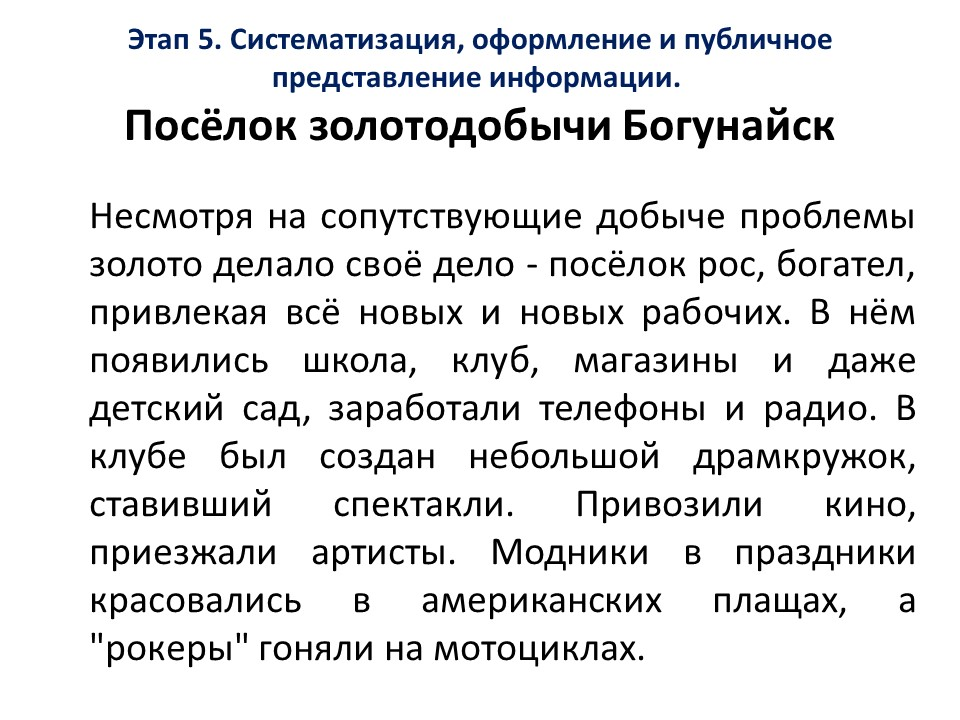 Этап 5. Систематизация, оформление и публичное
представление информации.
Посёлок золотодобычи Богунайск
Несмотря на сопутствующие добыче проблемы
золото делало своё дело - посёлок рос, богател,
привлекая всё новых и новых рабочих. В нём
появились школа, клуб, магазины и даже
детский сад, заработали телефоны и радио. В
клубе был создан небольшой драмкружок,
ставивший спектакли. Привозили кино,
приезжали артисты. Модники в праздники
красовались в американских плащах, а
"рокеры" гоняли на мотоциклах.